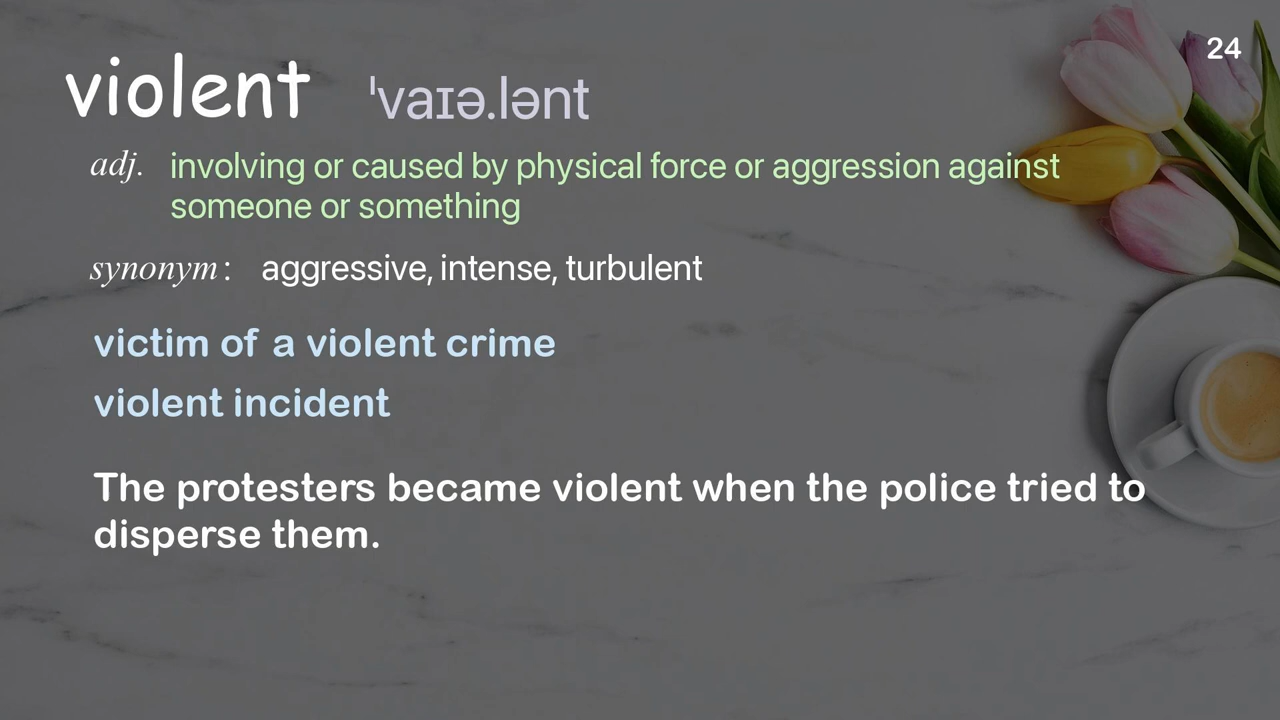 24
violent ˈvaɪə.lənt
adj. involving or caused by physical force or aggression against
someone or something
synonym: aggressive, intense, turbulent
victim of a violent crime
violent incident
The protesters became violent when the police tried to
disperse them.